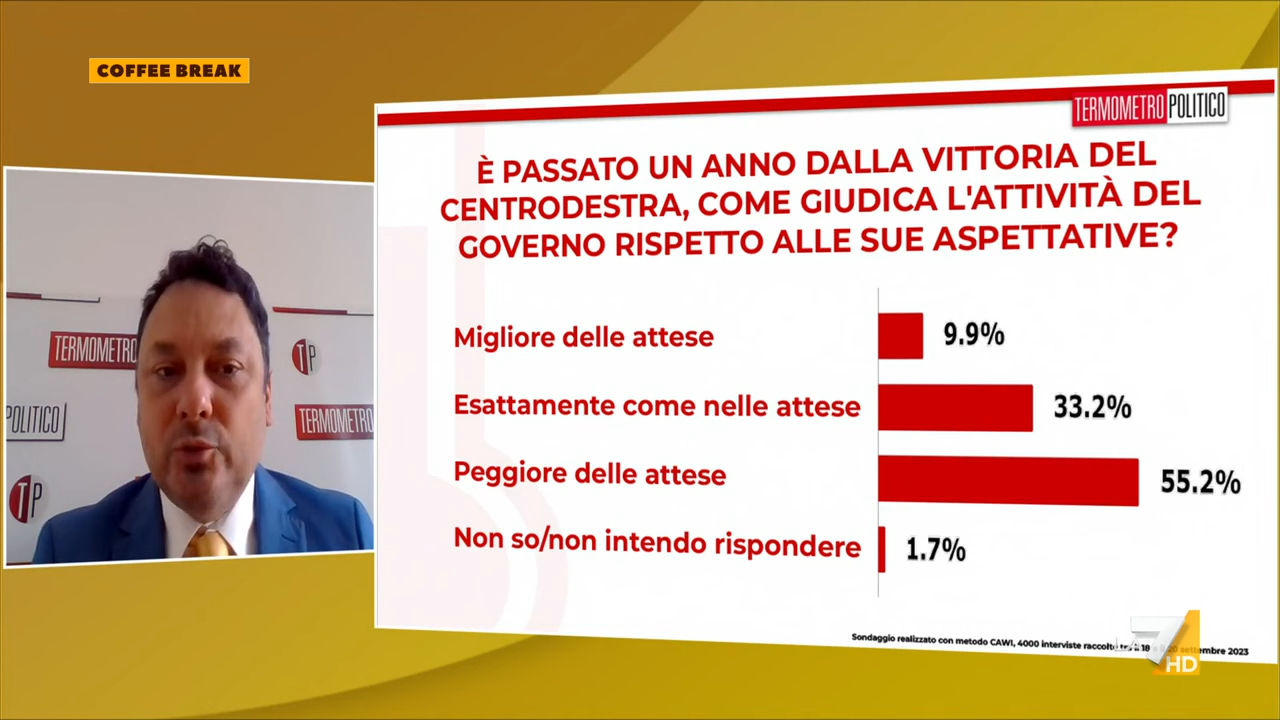 COFFEE BREAK
TERMOMETRO POLITICO
È PASSATO UN ANNO DALLA VITTORIA DEL
CENTRODESTRA, COME GIUDICA L'ATTIVITÀ DEL
GOVERNO RISPETTO ALLE SUE ASPETTATIVE?
Migliore delle attese 9.9%
Esattamente come nelle attese 33.2%
Peggiore delle attese 55.2%
Non so/non intendo rispondere 1.7%
Sondaggio realizzato con metodo CAWI, 4000 interviste raccolte settembre 2023
TERMOMETRO
TP
POLITICO
TERMOMETRO
TP
LA7
HD